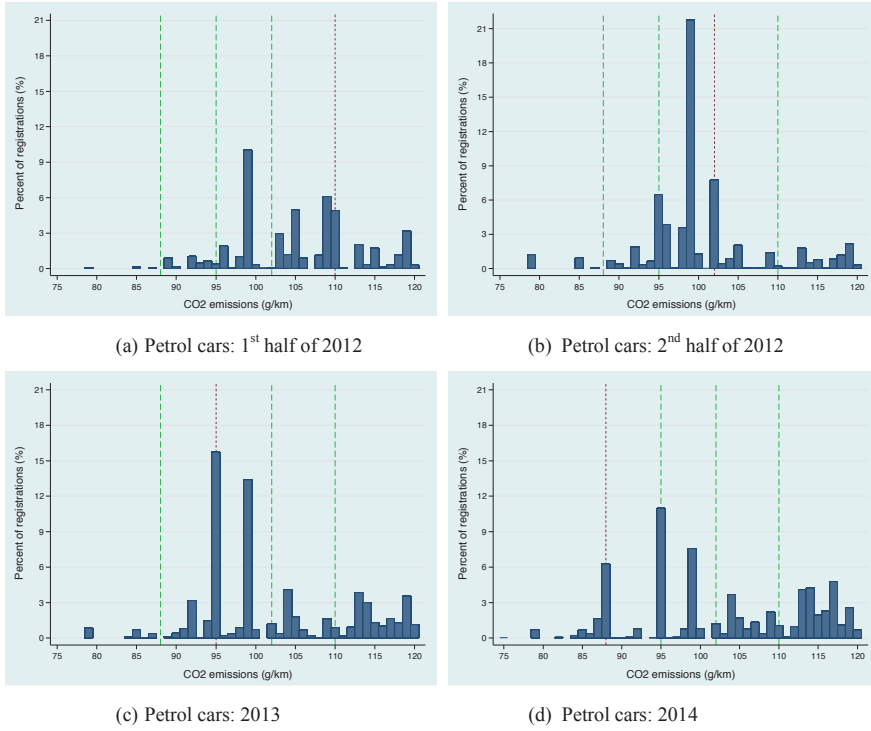 21
18
15
12
9
6
3
0
Percent of registrations (%)
75 80 85 90 95 100 105 110 115 120
CO2 emissions (g/km)
(a) Petrol cars: 1st half of 2012
21
18
15
12
9
6
3
0
Percent of registrations (%)
75 80 85 90 95 100 105 110 115 120
CO2 emissions (g/km)
(b) Petrol cars: 2nd half of 2012
21
18
15
12
9
6
3
0
Percent of registrations (%)
75 80 85 90 95 100 105 110 115 120
CO2 emissions (g/km)
(c) Petrol cars: 2013
21
18
15
12
9
6
3
0
Percent of registrations (%)
75 80 85 90 95 100 105 110 115 120
CO2 emissions (g/km)
(d) Petrol cars: 2014